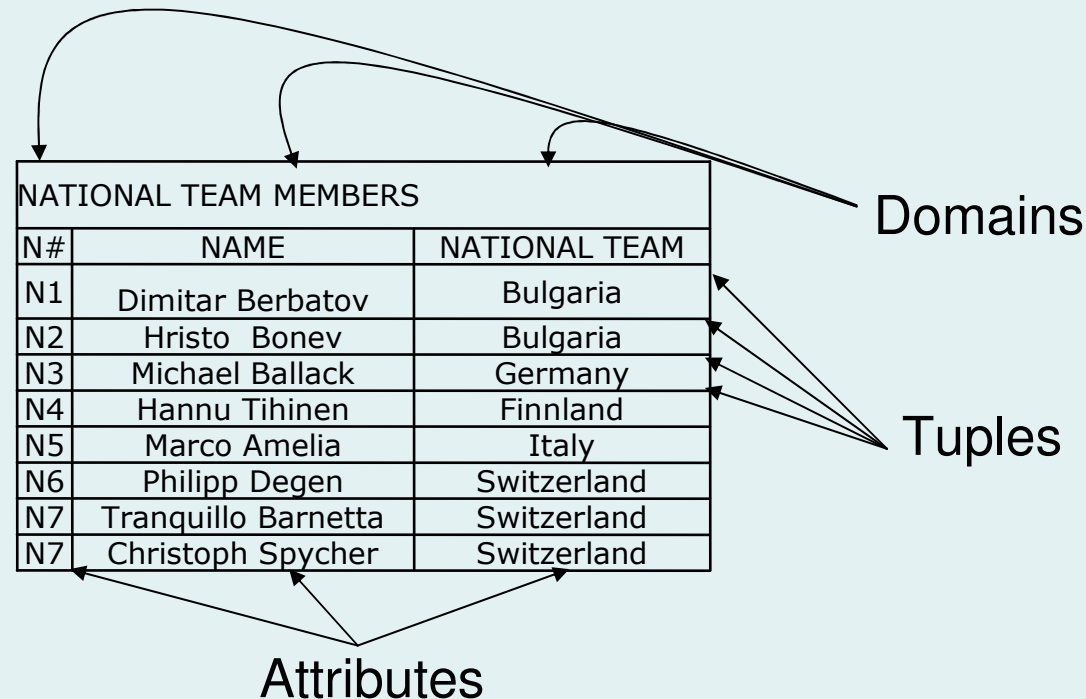 NATIONAL TEAM MEMBERS
N# NAME NATIONAL TEAM
N1 Dimitar Berbatov Bulgaria
N2 Hristo Bonev Bulgaria
N3 Michael Ballack Germany
N4 Hannu Tihinen Finnland
N5 Marco Amelia Italy
N6 Philipp Degen Switzerland
N7 Tranquillo Barnetta Switzerland
N7 Christoph Spycher Switzerland
Domains
Tuples
Attributes